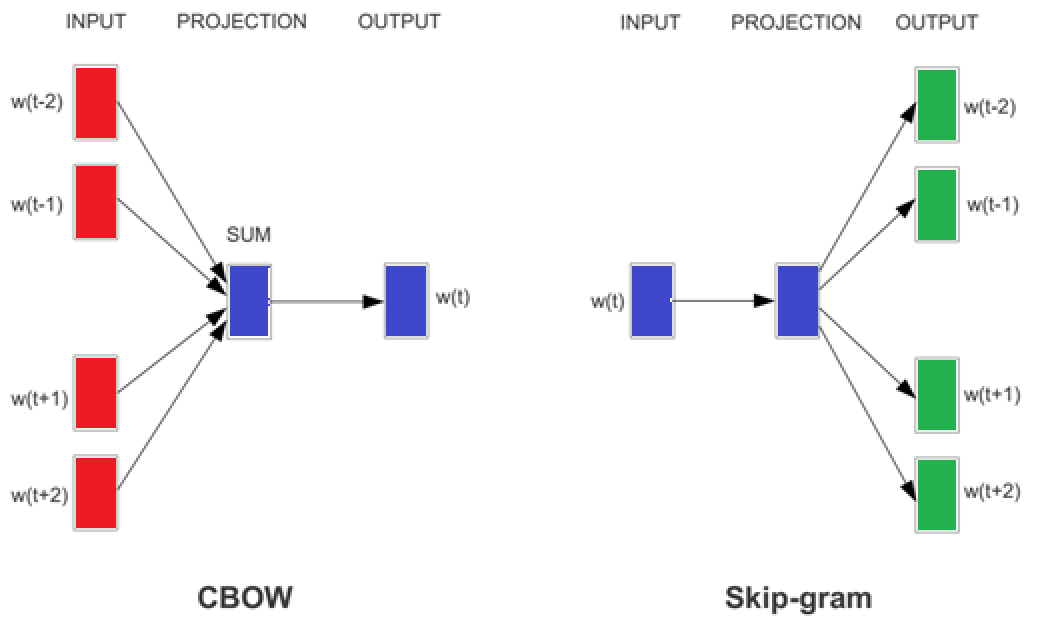 INPUT PROJECTION OUTPUT
w(t-2)
w(t-1)
SUM
w(t)
w(t+1)
w(t+2)
CBOW
INPUT PROJECTION OUTPUT
w(t-2)
w(t-1)
w(t)
w(t+1)
w(t+2)
Skip-gram